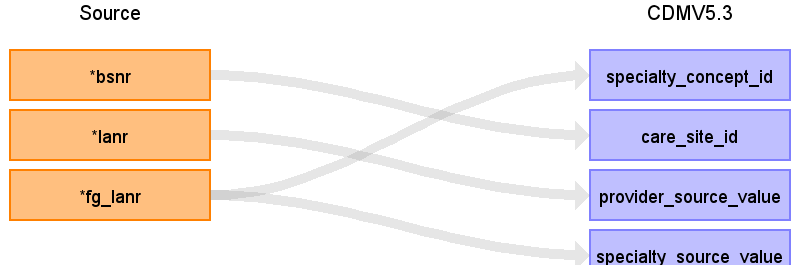 Source
CDMV5.3
*bsnr
specialty_concept_id
*lanr
care_site_id
*fg_lanr
provider_source_value
specialty_source_value